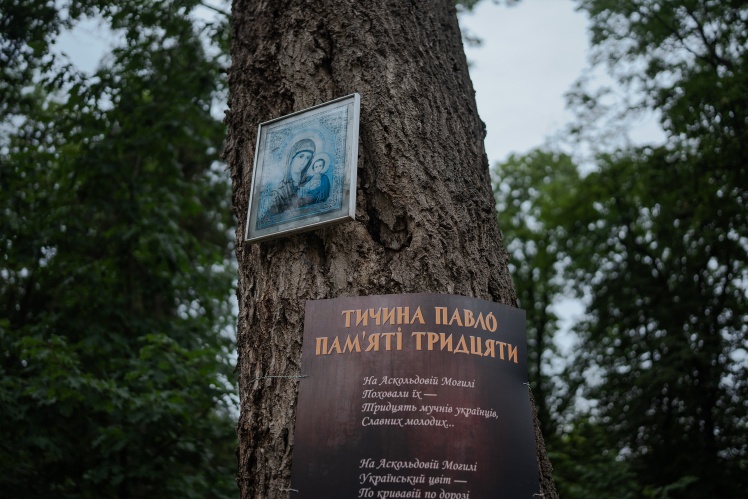 ТИЧИНА ПАВЛО
ПАМ'ЯТІ ТРИДЦЯТИ
На Аскольдовій Могилі
Поховали їх —
Тридцять мучнів українців,
Славних молодих...
На Аскольдовій Могилі
Український цвіт —
По кривавій по дорозі